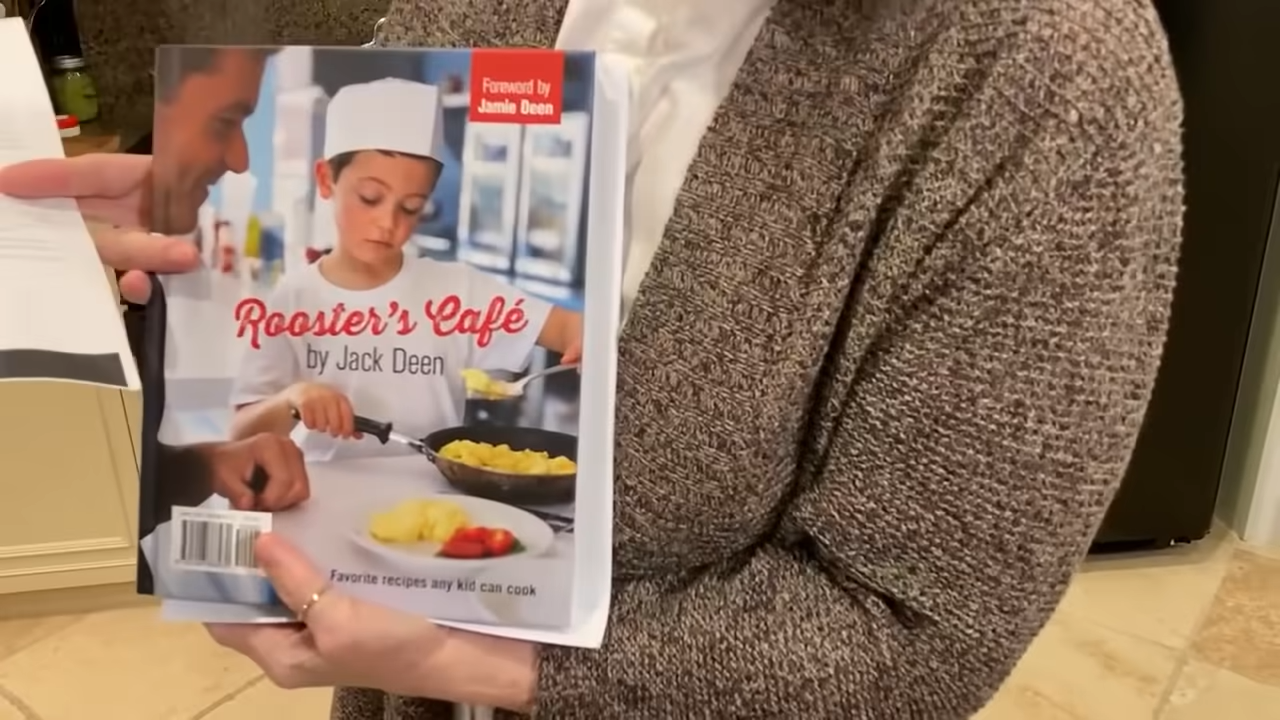 Foreword by
Jamie Deen
Rooster's Café
by Jack Deen
Favorite recipes any kid can cook